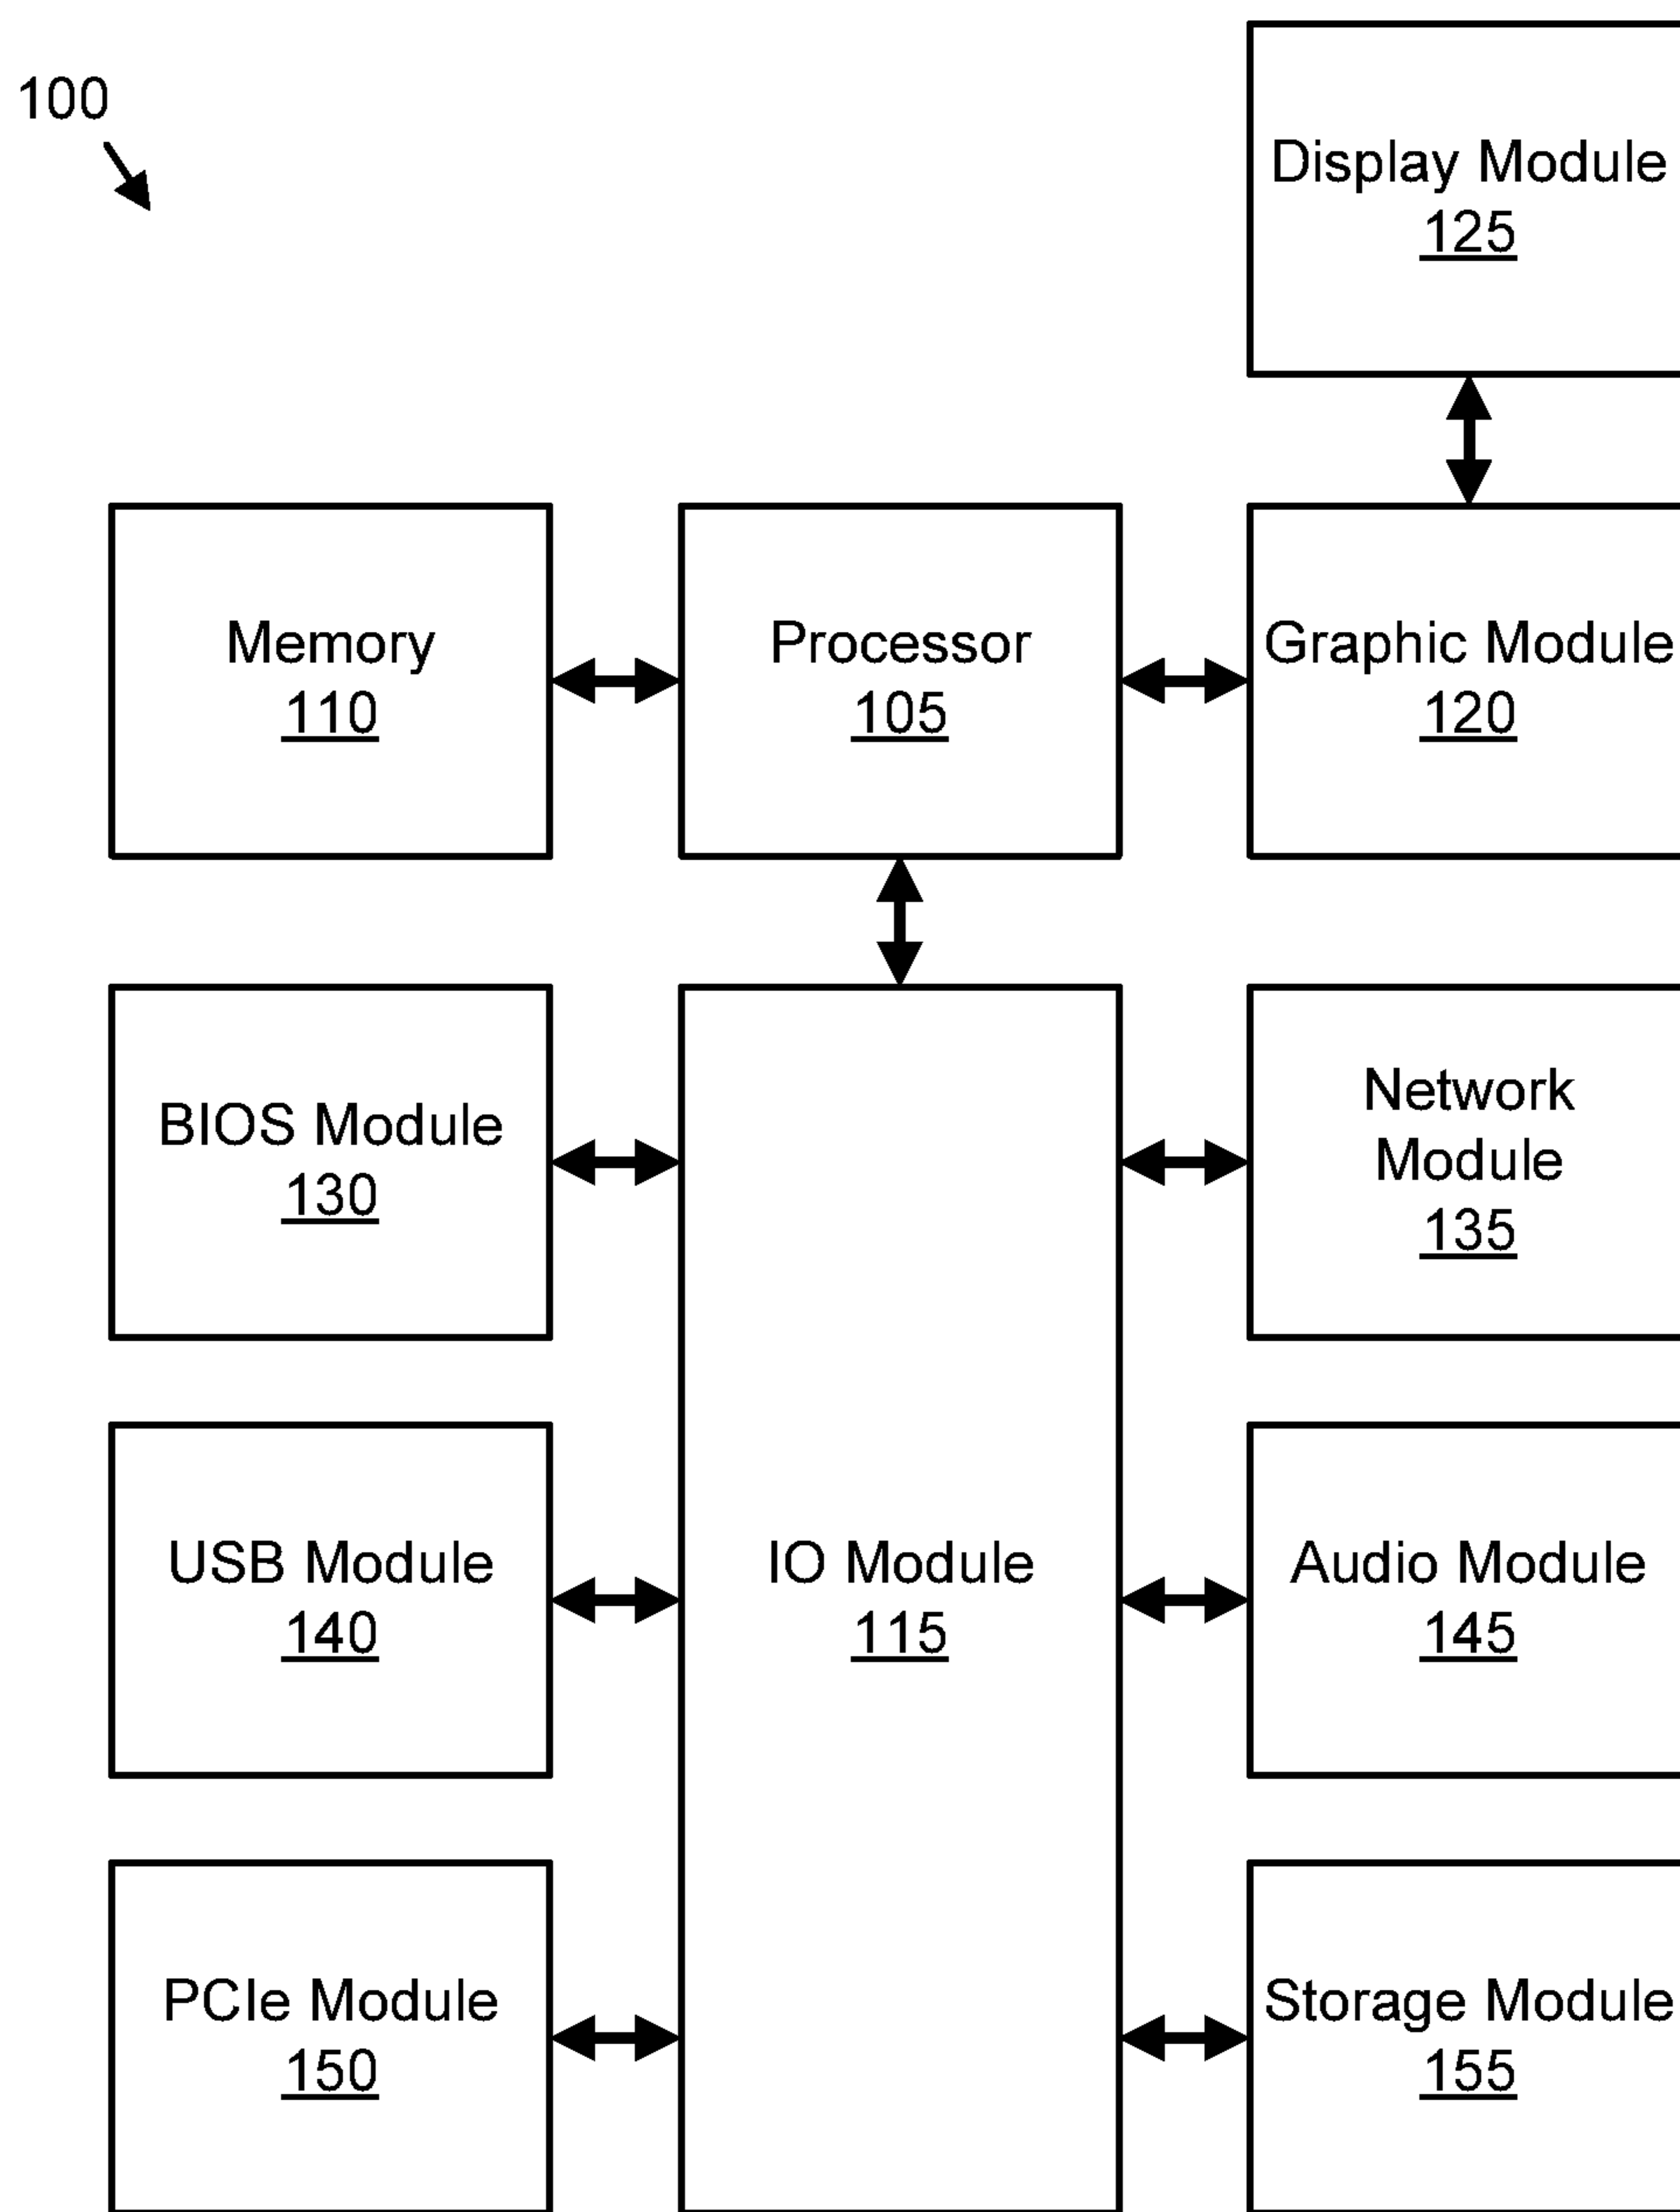 100
Display Module
125
Memory
110
Processor
105
Graphic Module
120
BIOS Module
130
Network
Module
135
USB Module
140
IO Module
115
Audio Module
145
PCIe Module
150
Storage Module
155